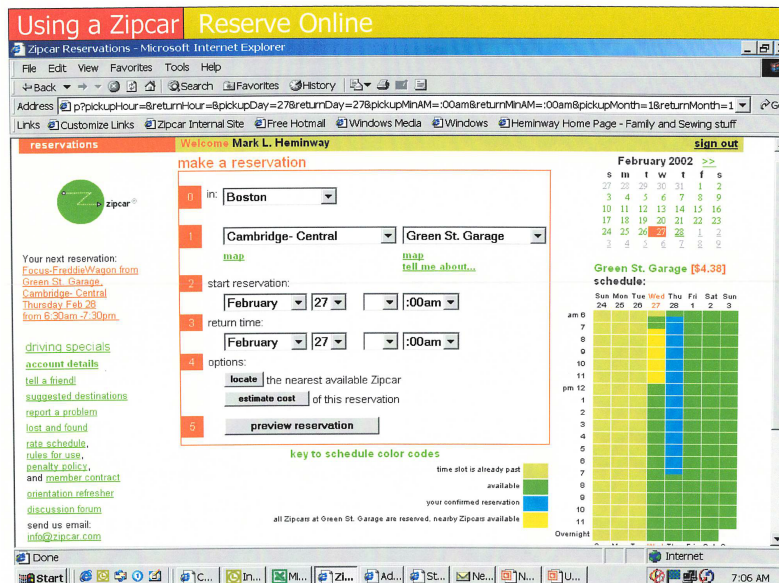 Using a Zipcar Reserve Online
Zipcar Reservations - Microsoft Internet Explorer
File Edit View Favorites Tools Help
Back Search Favorites History
Address p?pickupHour=&returnHour=&pickupDay=27&returnDay=27&pickupMinAM=:00am&returnMinAM=:00am&pickupMonth=1&returnMonth=1 G
Links Customize Links Zipcar Internal Site Free Hotmail Windows Media Windows Heminway Home Page - Family and Sewing stuff
reservations Welcome Mark L. Heminway sign out
zipcar®
Your next reservation:
Focus-FreddieWagon from
Green St. Garage,
Cambridge- Central
Thursday Feb 28
from 6:30am -7:30pm
driving specials
account details
tell a friend!
suggested destinations
report a problem
lost and found
rate schedule,
rules for use,
penalty policy,
and member contract
orientation refresher
discussion forum
send us email:
info@zipcar.com
make a reservation
0 in: Boston
1 Cambridge- Central Green St. Garage
map map
tell me about...
2 start reservation:
February 27 :00am
3 return time:
February 27 :00am
4 options:
locate the nearest available Zipcar
estimate cost of this reservation
5 preview reservation
key to schedule color codes
time slot is already past
available
your confirmed reservation
all Zipcars at Green St. Garage are reserved, nearby Zipcars available
February 2002 >>
s m t w t f s
27 28 29 30 31 1 2
3 4 5 6 7 8 9
10 11 12 13 14 15 16
17 18 19 20 21 22 23
24 25 26 27 28 1 2
3 4 5 6 7 8 9
Green St. Garage [$4.38]
schedule:
Sun Mon Tue Wed Thu Fri Sat Sun
24 25 26 27 28 1 2 3
am 6
7
8
9
10
11
pm 12
1
2
3
4
5
6
7
8
9
10
11
Overnight
Done Internet
Start C... In... Mi... Zi... Ad... St... Ne... N... U... 7:06 AM